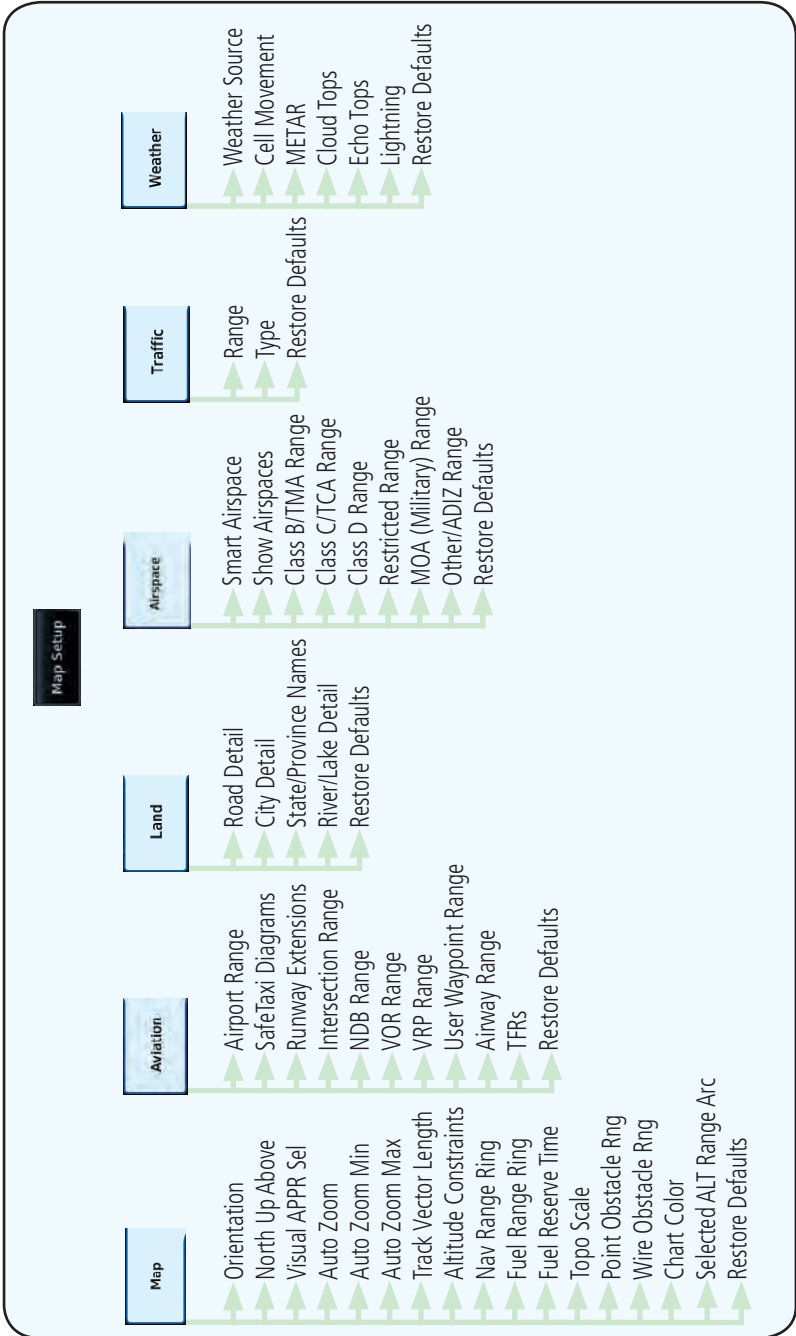 Map Setup
Map
Orientation
North Up Above
Visual APPR Sel
Auto Zoom
Auto Zoom Min
Auto Zoom Max
Track Vector Length
Altitude Constraints
Nav Range Ring
Fuel Range Ring
Fuel Reserve Time
Topo Scale
Point Obstacle Rng
Wire Obstacle Rng
Chart Color
Selected ALT Range Arc
Restore Defaults
Aviation
Airport Range
SafeTaxi Diagrams
Runway Extensions
Intersection Range
NDB Range
VOR Range
VRP Range
User Waypoint Range
Airway Range
TFRs
Restore Defaults
Land
Road Detail
City Detail
State/Province Names
River/Lake Detail
Restore Defaults
Airspace
Smart Airspace
Show Airspaces
Class B/TMA Range
Class C/TCA Range
Class D Range
Restricted Range
MOA (Military) Range
Other/ADIZ Range
Restore Defaults
Traffic
Range
Type
Restore Defaults
Weather
Weather Source
Cell Movement
METAR
Cloud Tops
Echo Tops
Lightning
Restore Defaults